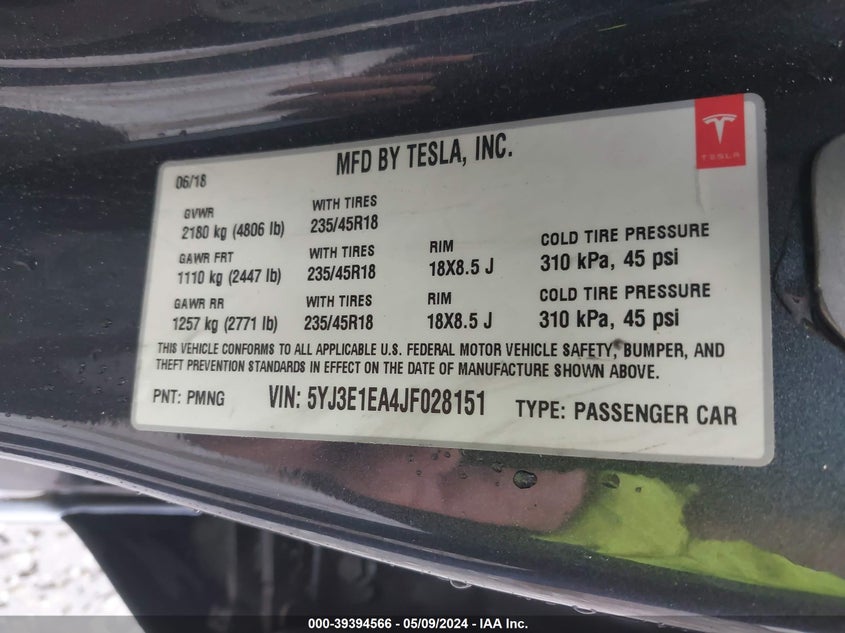 TESLA
MFD BY TESLA, INC.
06/18
GVWR
2180 kg (4806 lb)
WITH TIRES
235/45R18
GAWR FRT
1110 kg (2447 lb)
WITH TIRES
235/45R18
RIM
18X8.5 J
COLD TIRE PRESSURE
310 kPa, 45 psi
GAWR RR
1257 kg (2771 lb)
WITH TIRES
235/45R18
RIM
18X8.5 J
COLD TIRE PRESSURE
310 kPa, 45 psi
THIS VEHICLE CONFORMS TO ALL APPLICABLE U.S. FEDERAL MOTOR VEHICLE SAFETY, BUMPER, AND
THEFT PREVENTION STANDARDS IN EFFECT ON THE DATE OF MANUFACTURE SHOWN ABOVE.
PNT: PMNG VIN: 5YJ3E1EA4JF028151 TYPE: PASSENGER CAR
000-39394566 - 05/09/2024 - IAA Inc.